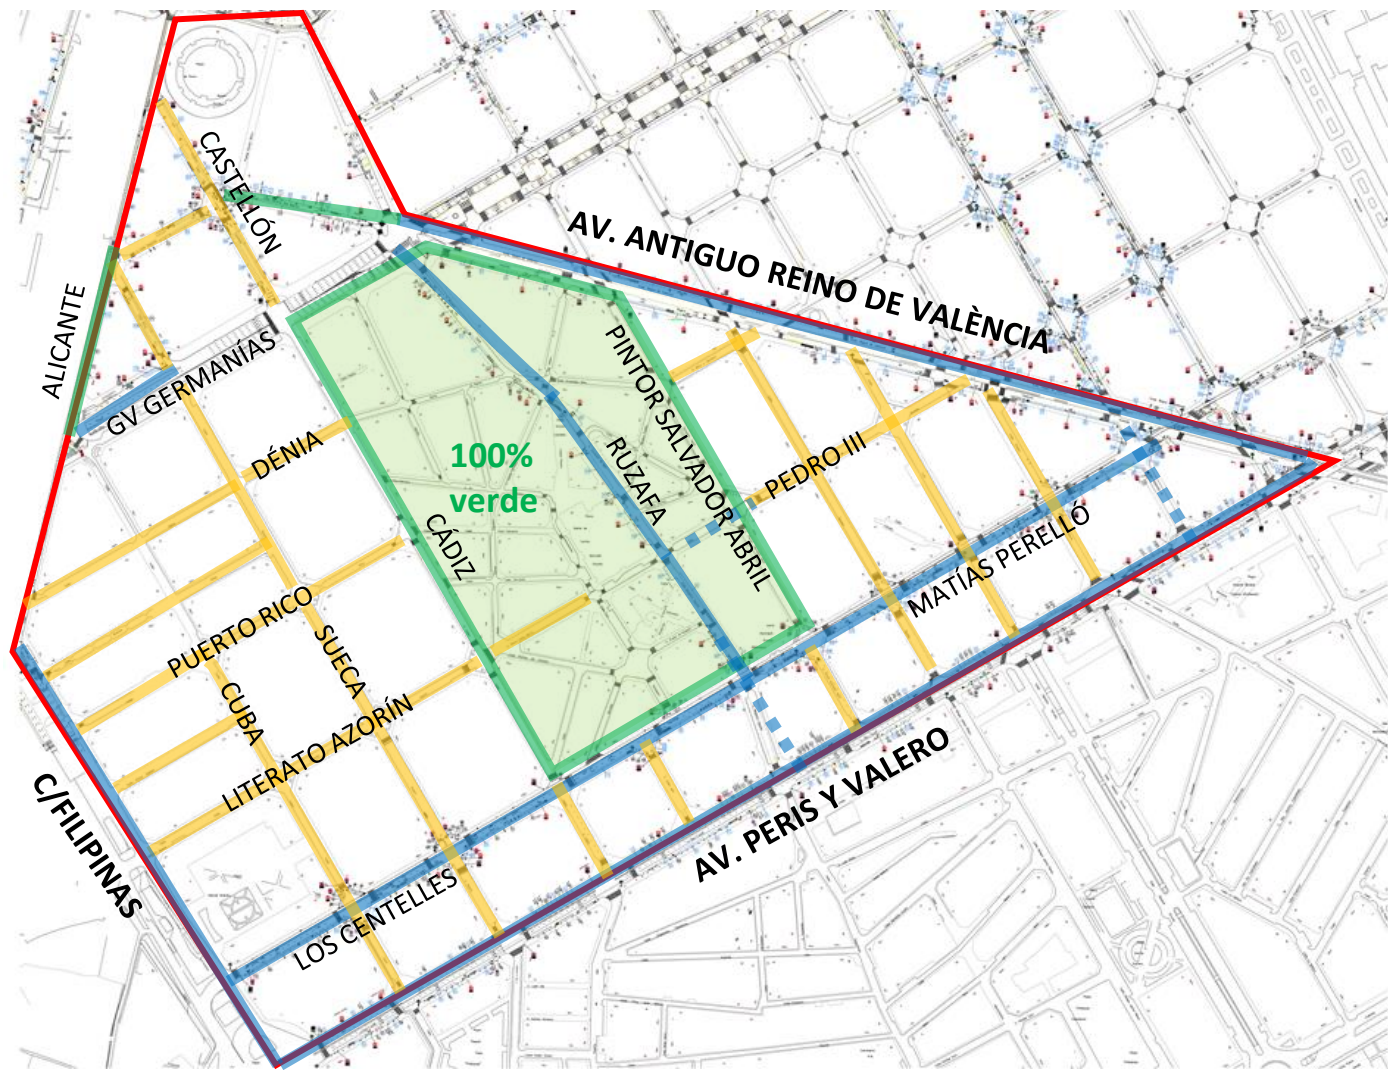 CASTELLÓN
AV. ANTIGUO REINO DE VALÈNCIA
ALICANTE
GV GERMANÍAS
PINTOR SALVADOR ABRIL
DÉNIA
100%
verde
RUZAFA
PEDRO III
CÁDIZ
MATÍAS PERELLÓ
PUERTO RICO
SUECA
CUBA
LITERATO AZORÍN
C/FILIPINAS
AV. PERIS Y VALERO
LOS CENTELLES